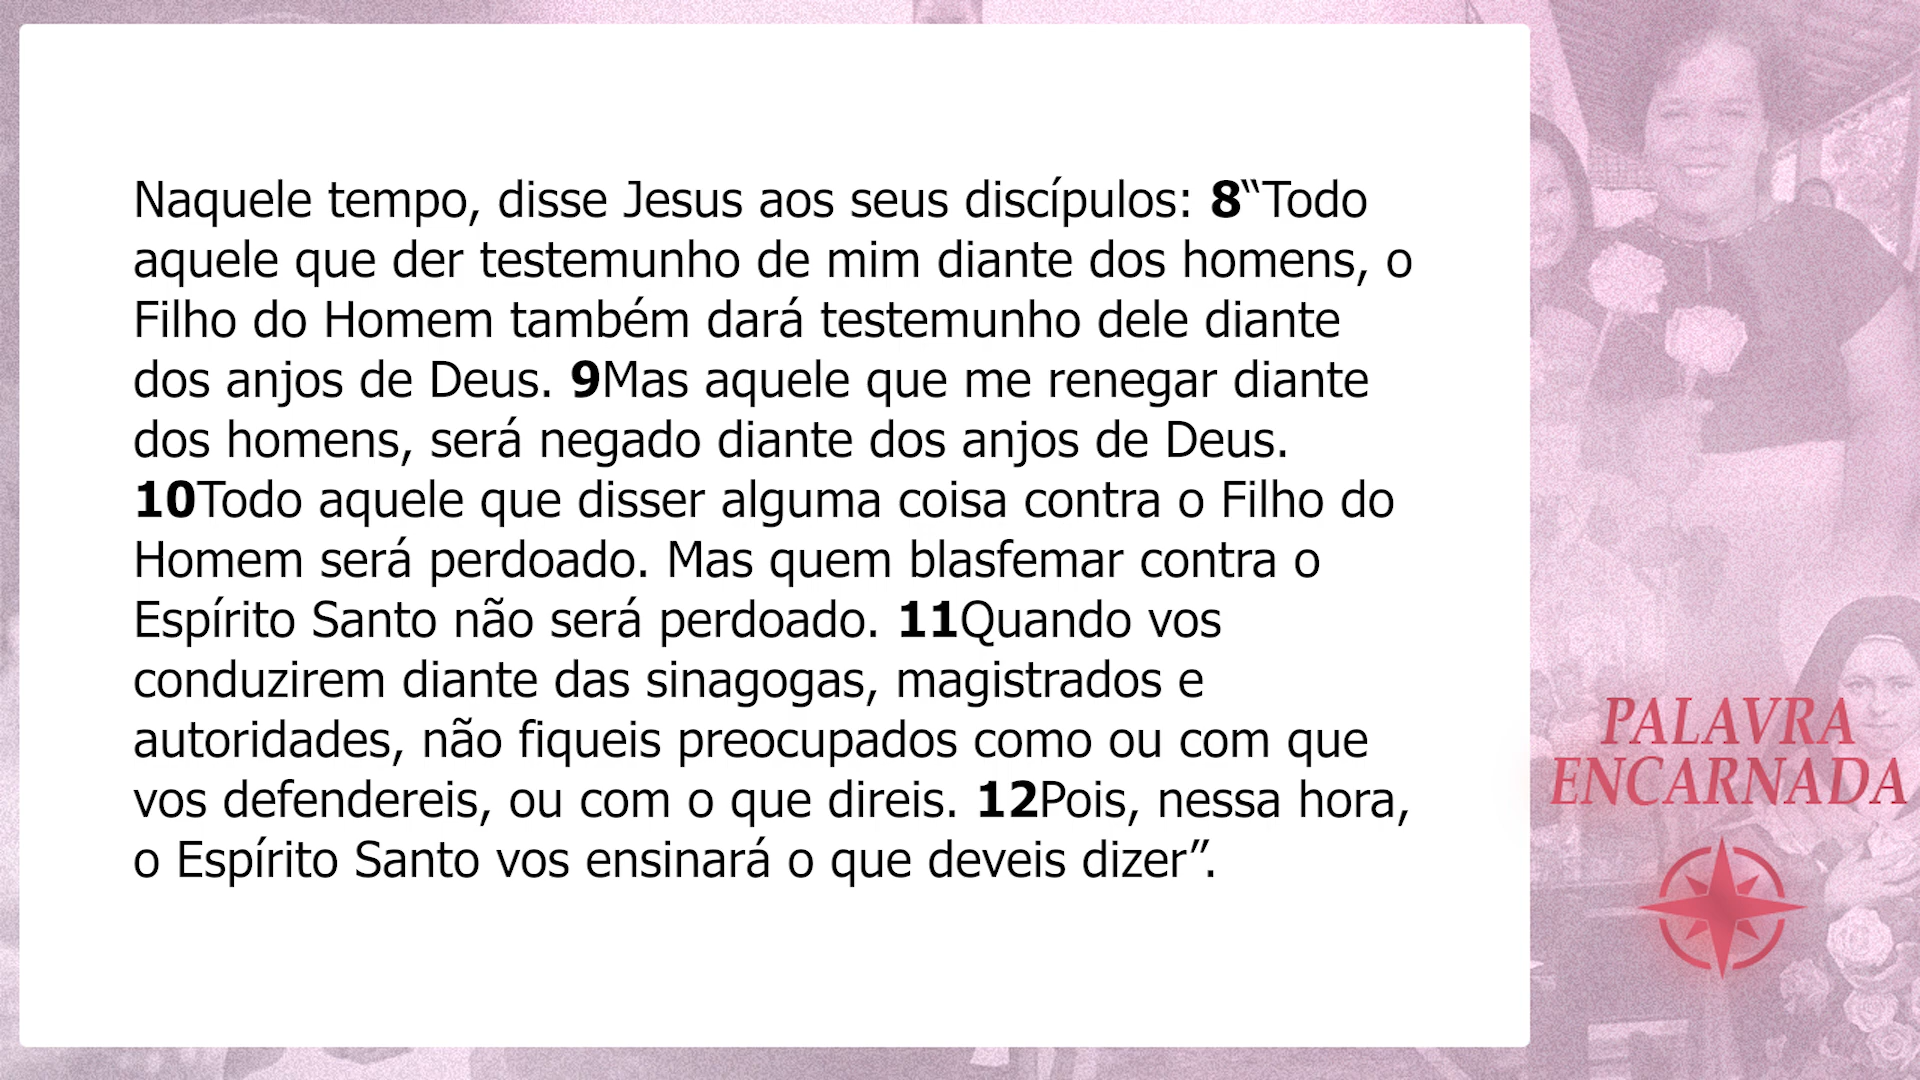 Naquele tempo, disse Jesus aos seus discípulos: 8“Todo
aquele que der testemunho de mim diante dos homens, o
Filho do Homem também dará testemunho dele diante
dos anjos de Deus. 9Mas aquele que me renegar diante
dos homens, será negado diante dos anjos de Deus.
10Todo aquele que disser alguma coisa contra o Filho do
Homem será perdoado. Mas quem blasfemar contra o
Espírito Santo não será perdoado. 11Quando vos
conduzirem diante das sinagogas, magistrados e
autoridades, não fiqueis preocupados como ou com que
vos defendereis, ou com o que direis. 12Pois, nessa hora,
o Espírito Santo vos ensinará o que deveis dizer”.
PALAVRA
ENCARNADA